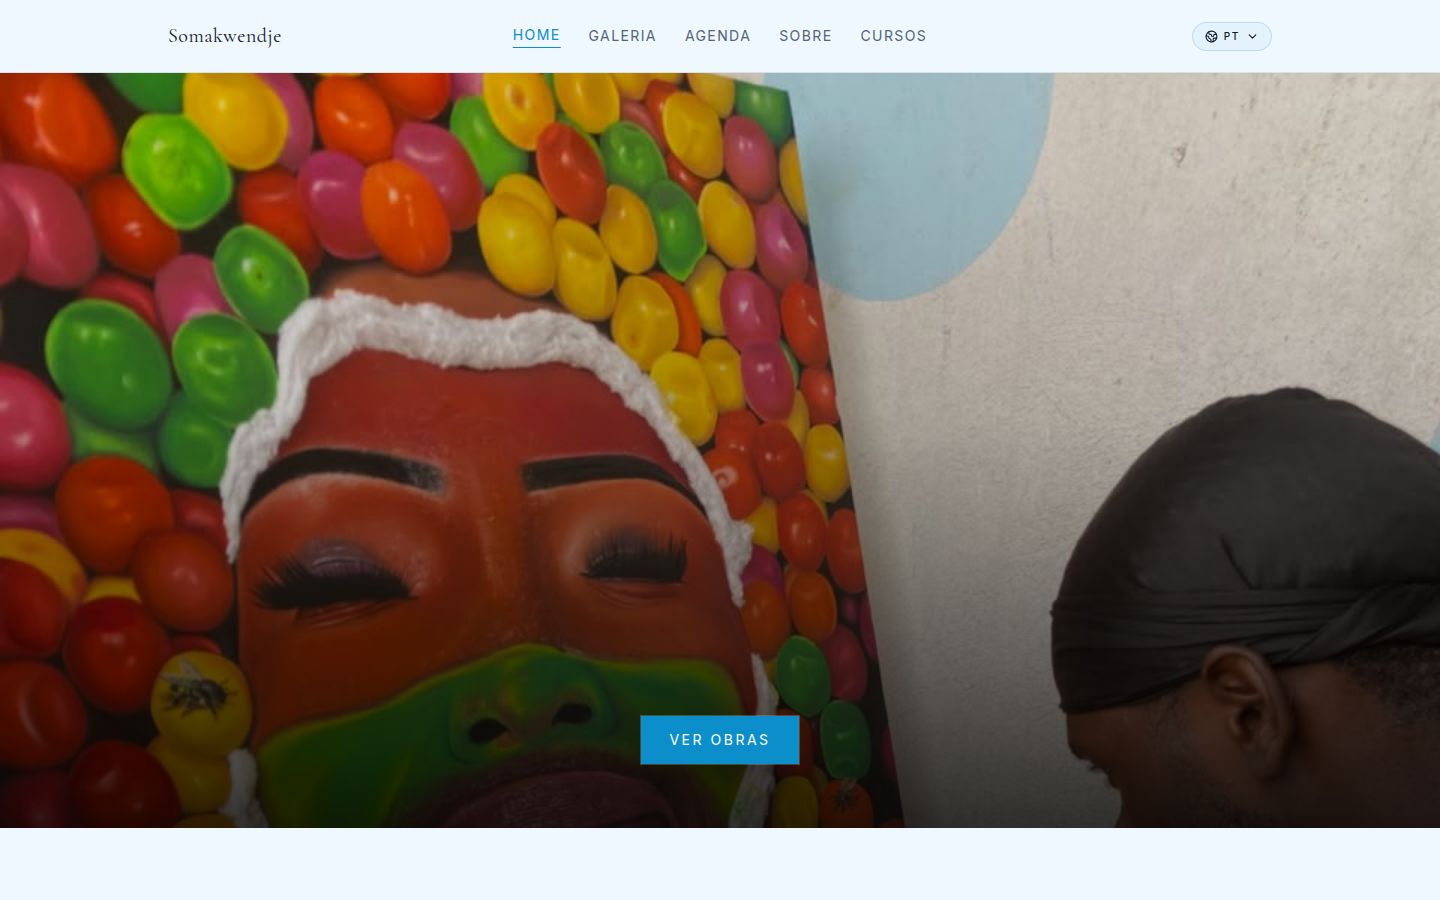 Somakwendje
HOME
GALERIA
AGENDA
SOBRE
CURSOS
PT
VER OBRAS